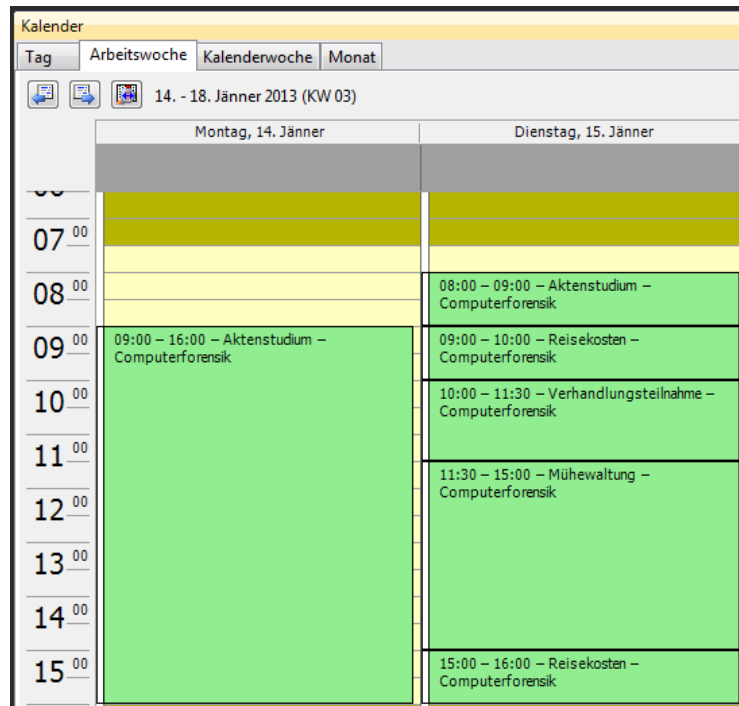 Kalender
Tag Arbeitswoche Kalenderwoche Monat
14. - 18. Jänner 2013 (KW 03)
Montag, 14. Jänner Dienstag, 15. Jänner
07 00
08 00
09 00
10 00
11 00
12 00
13 00
14 00
15 00
09:00 – 16:00 – Aktenstudium –
Computerforensik
08:00 – 09:00 – Aktenstudium –
Computerforensik
09:00 – 10:00 – Reisekosten –
Computerforensik
10:00 – 11:30 – Verhandlungsteilnahme –
Computerforensik
11:30 – 15:00 – Mühewaltung –
Computerforensik
15:00 – 16:00 – Reisekosten –
Computerforensik